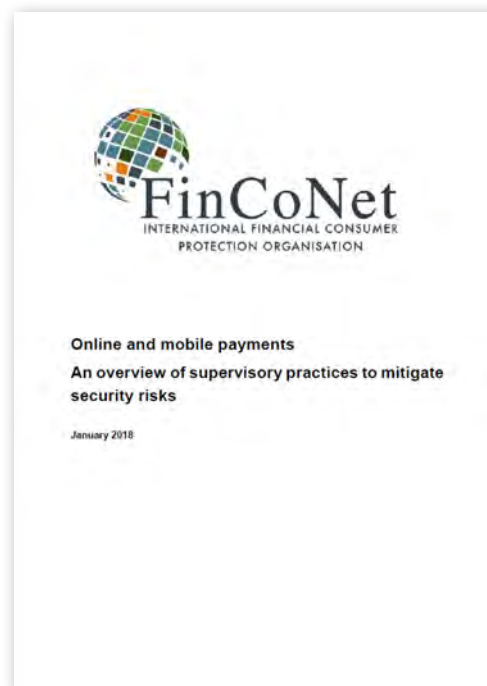 FinCoNet
INTERNATIONAL FINANCIAL CONSUMER
PROTECTION ORGANISATION
Online and mobile payments
An overview of supervisory practices to mitigate
security risks
January 2018